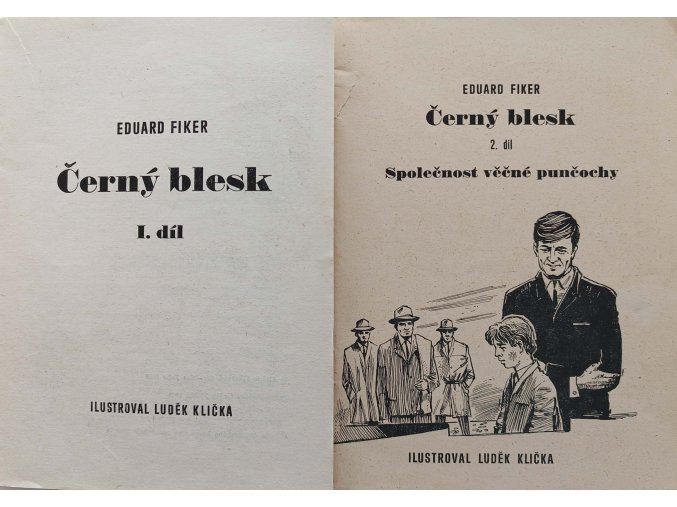 EDUARD FIKER
Černý blesk
I. díl
ILUSTROVAL LUDĚK KLIČKA
EDUARD FIKER
Černý blesk
2. díl
Společnost věčné punčochy
ILUSTROVAL LUDĚK KLIČKA